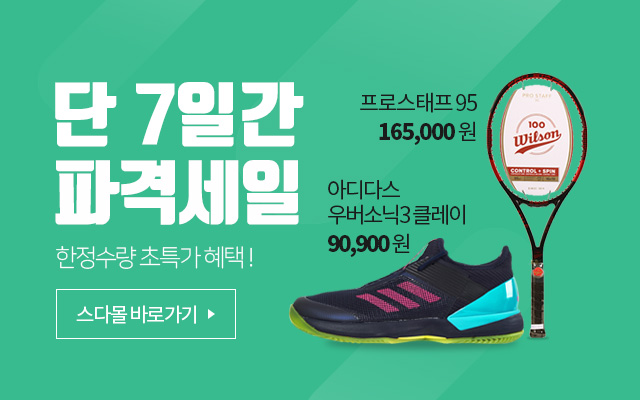 단 7일간
파격세일
한정수량 초특가 혜택!
스다몰 바로가기
프로스태프 95
165,000 원
아디다스
우버소닉3 클레이
90,900 원
PRO STAFF
100
Wilson
CONTROL + SPIN